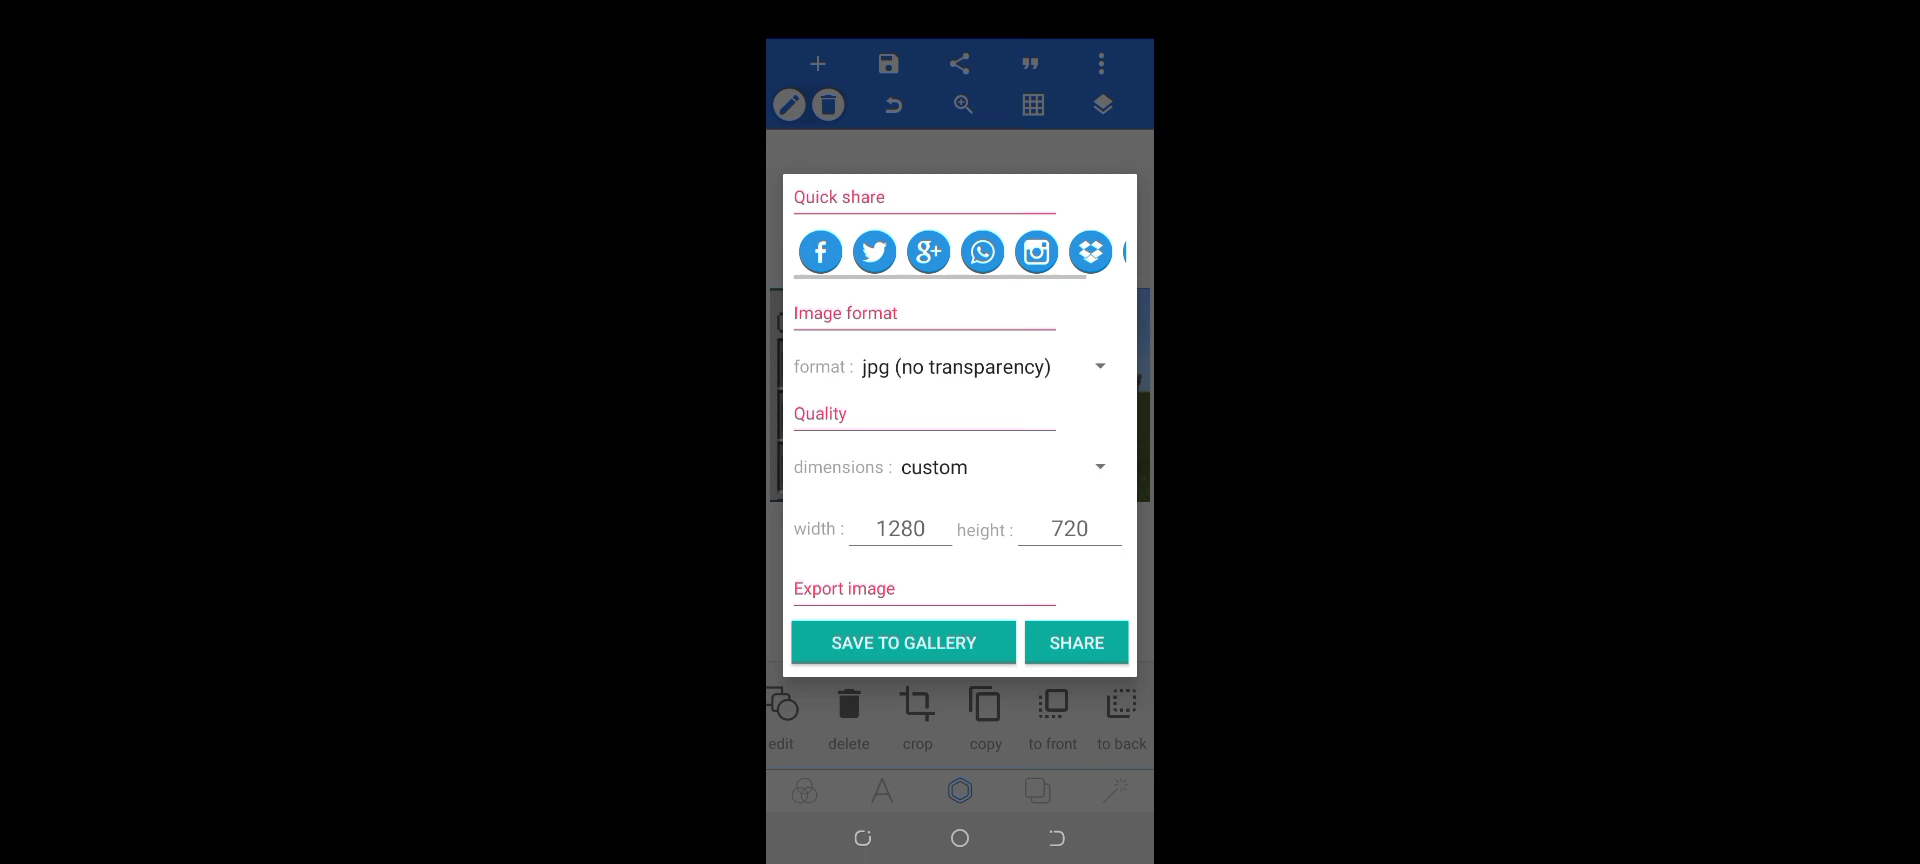 Quick share
Image format
format : jpg (no transparency)
Quality
dimensions : custom
width : 1280 height : 720
Export image
SAVE TO GALLERY SHARE
edit delete crop copy to front to back